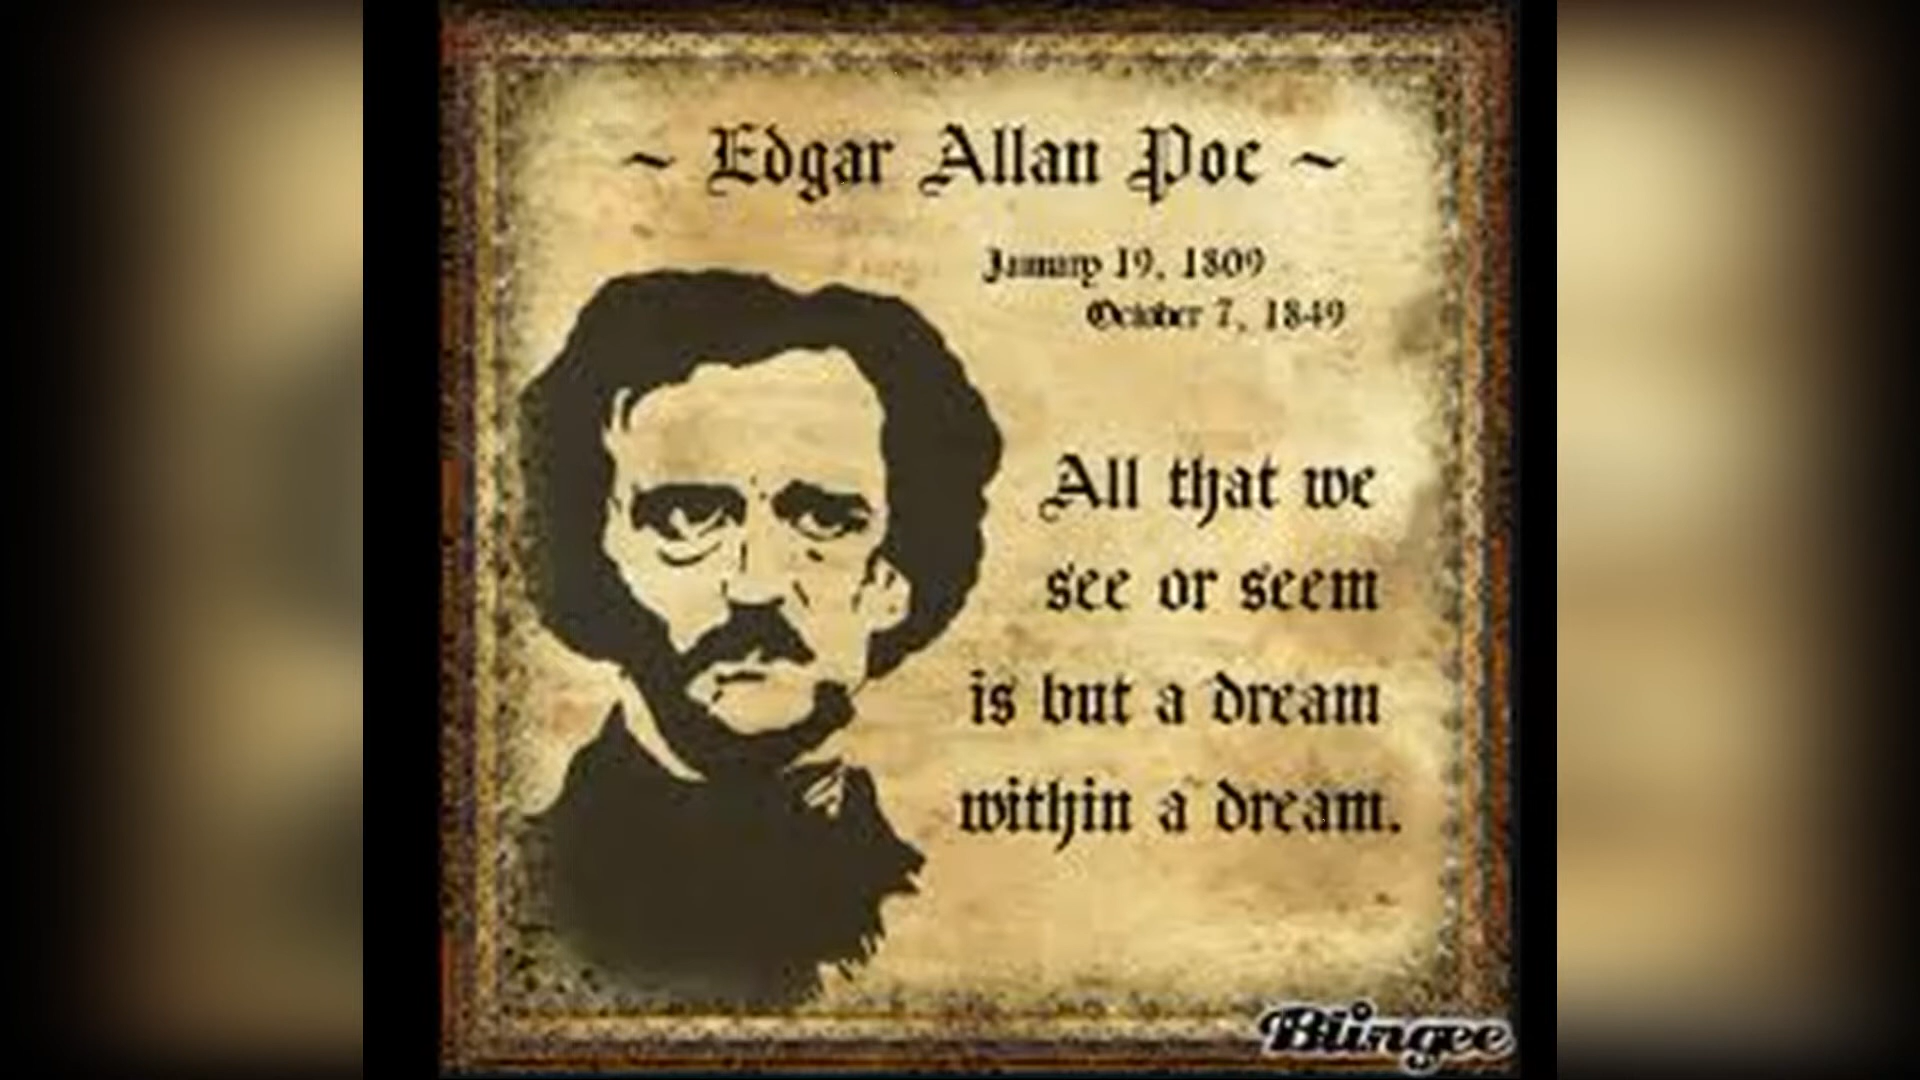 ~ Edgar Allan Poe ~
January 19, 1809
October 7, 1849
All that we
see or seem
is but a dream
within a dream.
Blingee